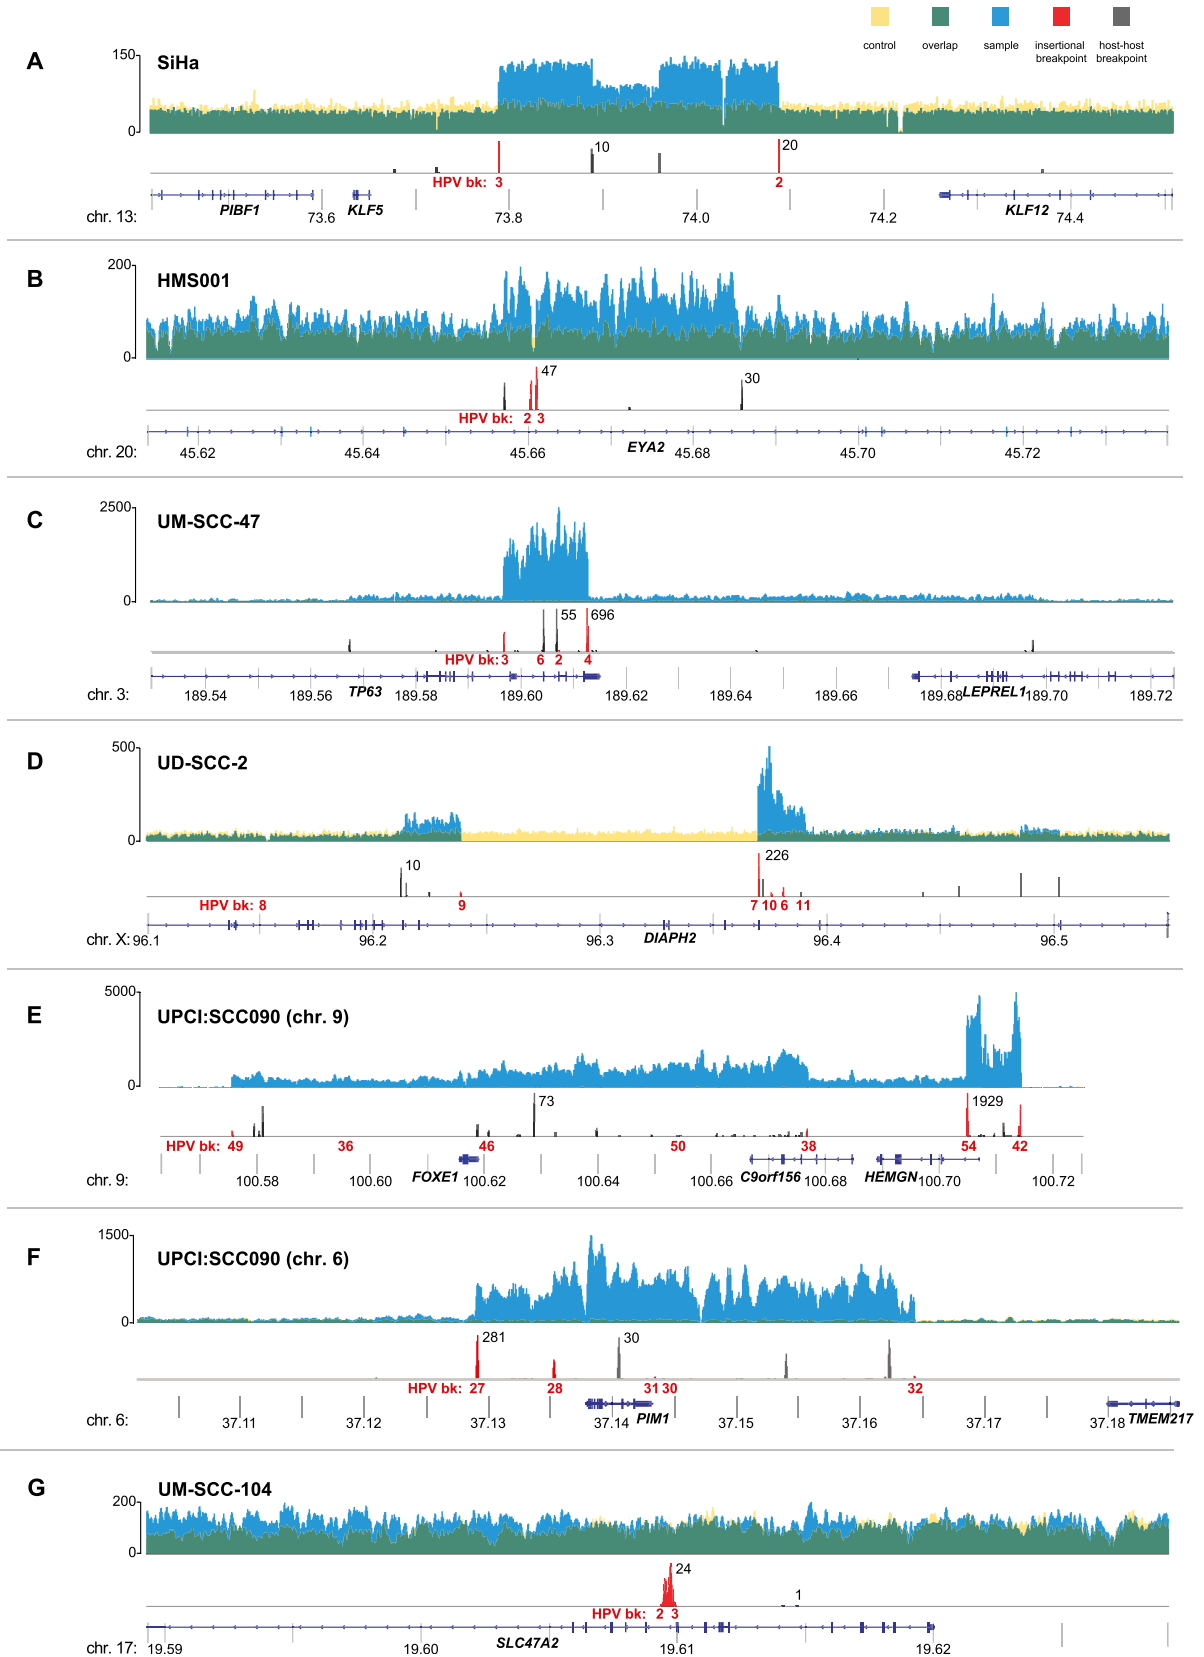 control overlap sample insertional breakpoint host-host breakpoint
A SiHa
150
0
10 20
HPV bk: 3 2
PIBF1 KLF5 KLF12
chr. 13: 73.6 73.8 74.0 74.2 74.4
B HMS001
200
0
47 30
HPV bk: 2 3
EYA2
chr. 20: 45.62 45.64 45.66 45.68 45.70 45.72
C UM-SCC-47
2500
0
55 696
HPV bk: 3 6 2 4
TP63 LEPREL1
chr. 3: 189.54 189.56 189.58 189.60 189.62 189.64 189.66 189.68 189.70 189.72
D UD-SCC-2
500
0
10 226
HPV bk: 8 9 7 10 6 11
DIAPH2
chr. X: 96.1 96.2 96.3 96.4 96.5
E UPCI:SCC090 (chr. 9)
5000
0
73 1929
HPV bk: 49 36 46 50 38 54 42
FOXE1 C9orf156 HEMGN
chr. 9: 100.58 100.60 100.62 100.64 100.66 100.68 100.70 100.72
F UPCI:SCC090 (chr. 6)
1500
0
281 30
HPV bk: 27 28 31 30 32
PIM1 TMEM217
chr. 6: 37.11 37.12 37.13 37.14 37.15 37.16 37.17 37.18
G UM-SCC-104
200
0
24 1
HPV bk: 2 3
SLC47A2
chr. 17: 19.59 19.60 19.61 19.62